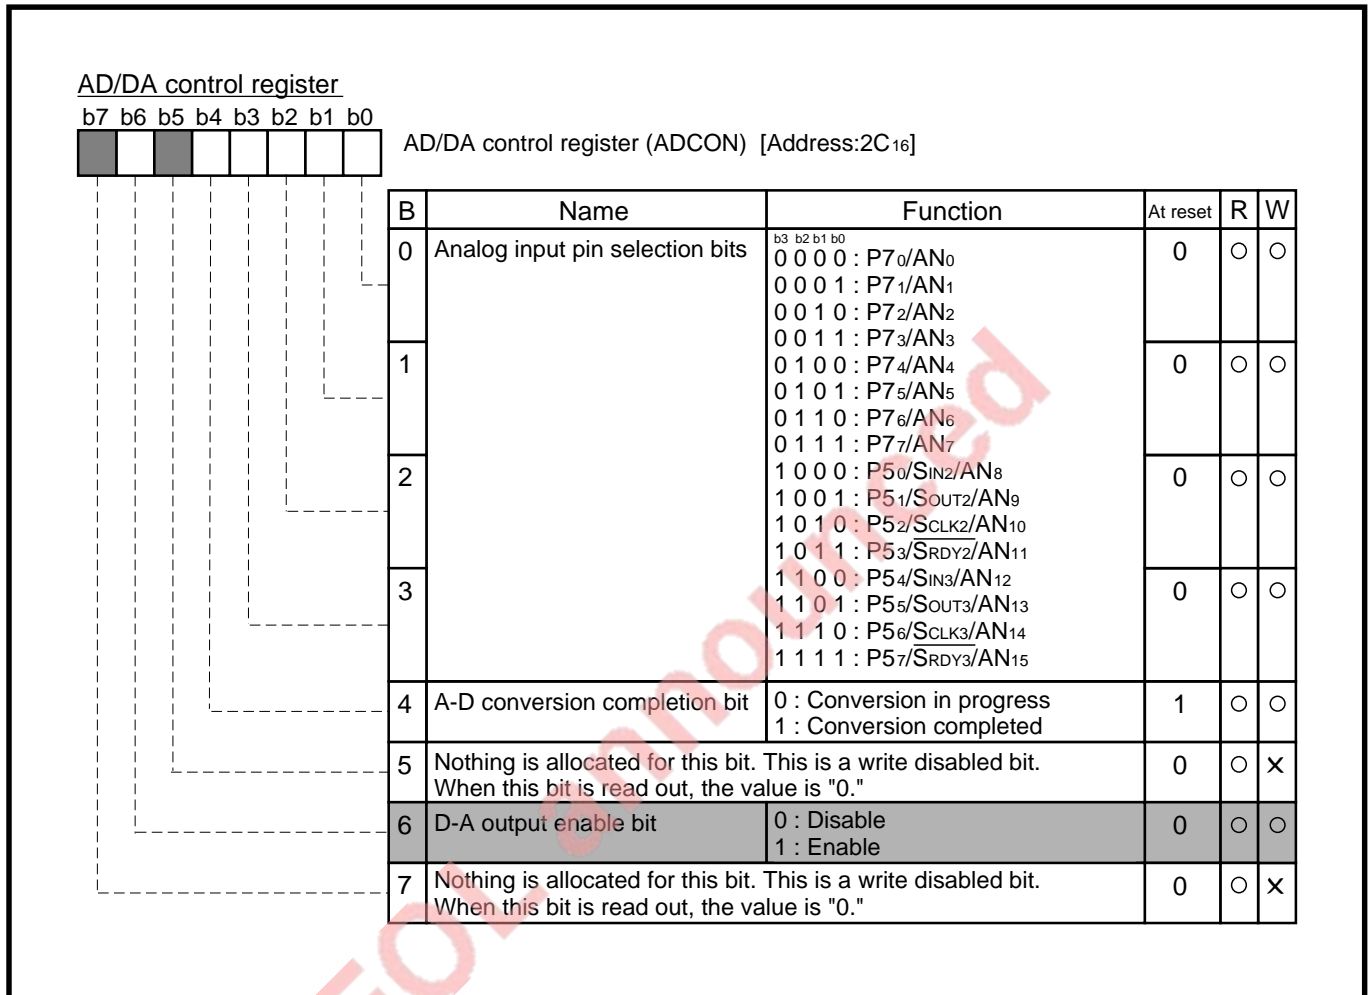 AD/DA control register
b7 b6 b5 b4 b3 b2 b1 b0
AD/DA control register (ADCON) [Address:2C16]
B Name Function At reset R W
0 Analog input pin selection bits 0 ○ ○
b3 b2 b1 b0
0 0 0 0 : P70/AN0
0 0 0 1 : P71/AN1
0 0 1 0 : P72/AN2
0 0 1 1 : P73/AN3
1 0 1 0 0 : P74/AN4 0 ○ ○
0 1 0 1 : P75/AN5
0 1 1 0 : P76/AN6
0 1 1 1 : P77/AN7
2 1 0 0 0 : P50/SIN2/AN8 0 ○ ○
1 0 0 1 : P51/SOUT2/AN9
1 0 1 0 : P52/SCLK2/AN10
1 0 1 1 : P53/SRDY2/AN11
3 1 1 0 0 : P54/SIN3/AN12 0 ○ ○
1 1 0 1 : P55/SOUT3/AN13
1 1 1 0 : P56/SCLK3/AN14
1 1 1 1 : P57/SRDY3/AN15
4 A-D conversion completion bit 0 : Conversion in progress 1 ○ ○
1 : Conversion completed
5 Nothing is allocated for this bit. This is a write disabled bit. 0 ○ ×
When this bit is read out, the value is "0."
6 D-A output enable bit 0 : Disable 0 ○ ○
1 : Enable
7 Nothing is allocated for this bit. This is a write disabled bit. 0 ○ ×
When this bit is read out, the value is "0."
EOL announced